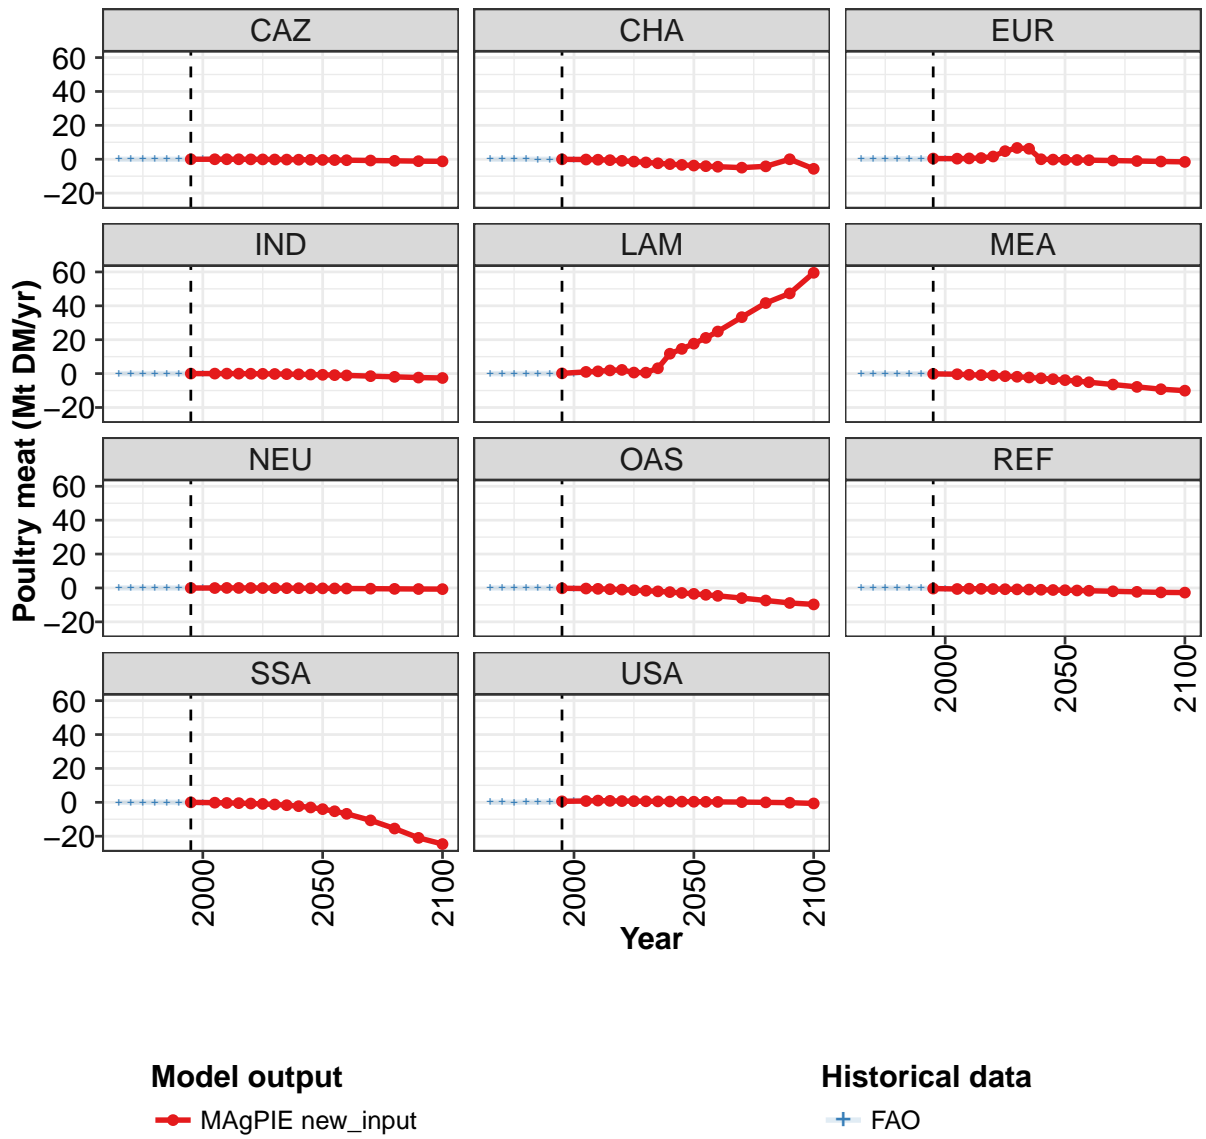 CAZ CHA EUR
60
40
20
0
−20
IND LAM MEA
60
40
20
0
−20
NEU OAS REF
60
40
20
0
−20
2000 2050 2100
SSA USA
60
40
20
0
−20
2000 2050 2100 2000 2050 2100
Poultry meat (Mt DM/yr)
Year
Model output Historical data
MAgPIE new_input FAO